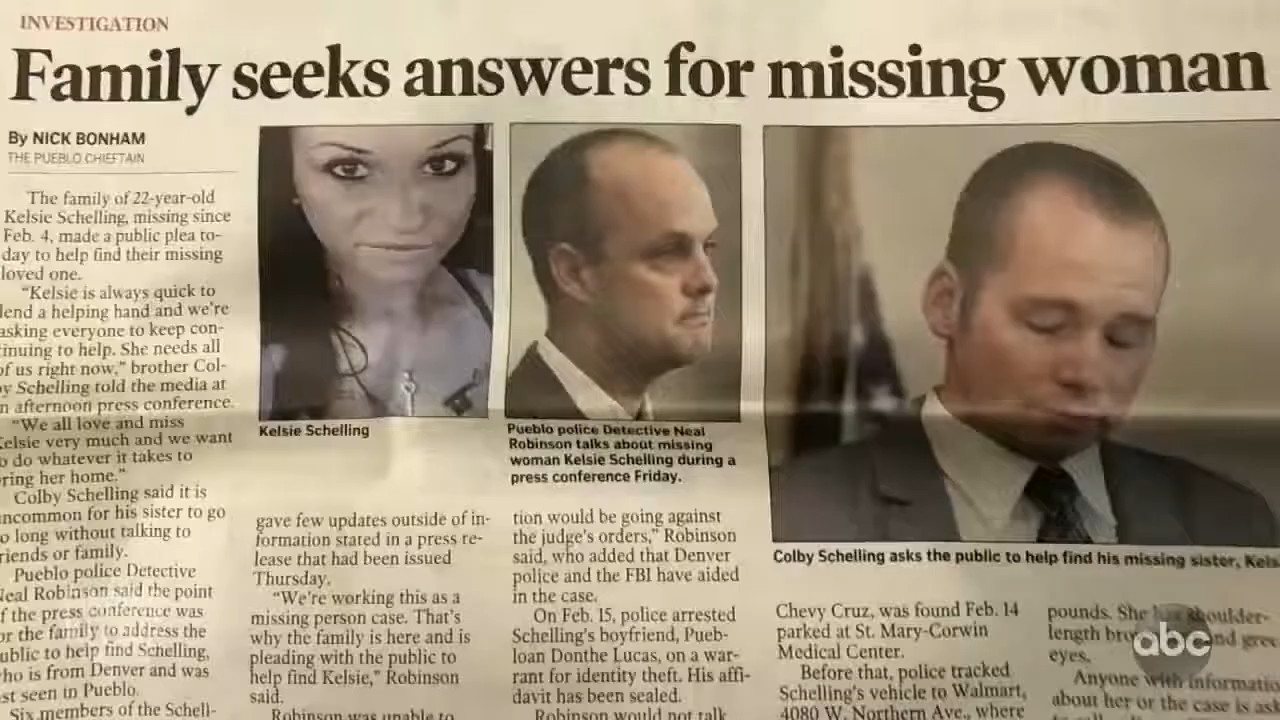 INVESTIGATION
Family seeks answers for missing woman
By NICK BONHAM
THE PUEBLO CHIEFTAIN
The family of 22-year-old
Kelsie Schelling, missing since
Feb. 4, made a public plea to-
day to help find their missing
loved one.
"Kelsie is always quick to
lend a helping hand and we're
asking everyone to keep con-
tinuing to help. She needs all
of us right now," brother Col-
by Schelling told the media at
an afternoon press conference.
"We all love and miss
Kelsie very much and we want
to do whatever it takes to
bring her home."
Colby Schelling said it is
uncommon for his sister to go
so long without talking to
friends or family.
Pueblo police Detective
Neal Robinson said the point
of the press conference was
for the family to address the
public to help find Schelling,
who is from Denver and was
last seen in Pueblo.
Six members of the Schell-
Kelsie Schelling
gave few updates outside of in-
formation stated in a press re-
lease that had been issued
Thursday.
"We're working this as a
missing person case. That's
why the family is here and is
pleading with the public to
help find Kelsie," Robinson
said.
Robinson was unable to
Pueblo police Detective Neal
Robinson talks about missing
woman Kelsie Schelling during a
press conference Friday.
tion would be going against
the judge's orders," Robinson
said, who added that Denver
police and the FBI have aided
in the case.
On Feb. 15, police arrested
Schelling's boyfriend, Pueb-
loan Donthe Lucas, on a war-
rant for identity theft. His affi-
davit has been sealed.
Robinson would not talk
Colby Schelling asks the public to help find his missing sister, Kels
Chevy Cruz, was found Feb. 14
parked at St. Mary-Corwin
Medical Center.
Before that, police tracked
Schelling's vehicle to Walmart,
4080 W. Northern Ave., where
pounds. She has shoulder-
length and gree
eyes.
Anyone with informatio
about her or the case is ask
abc